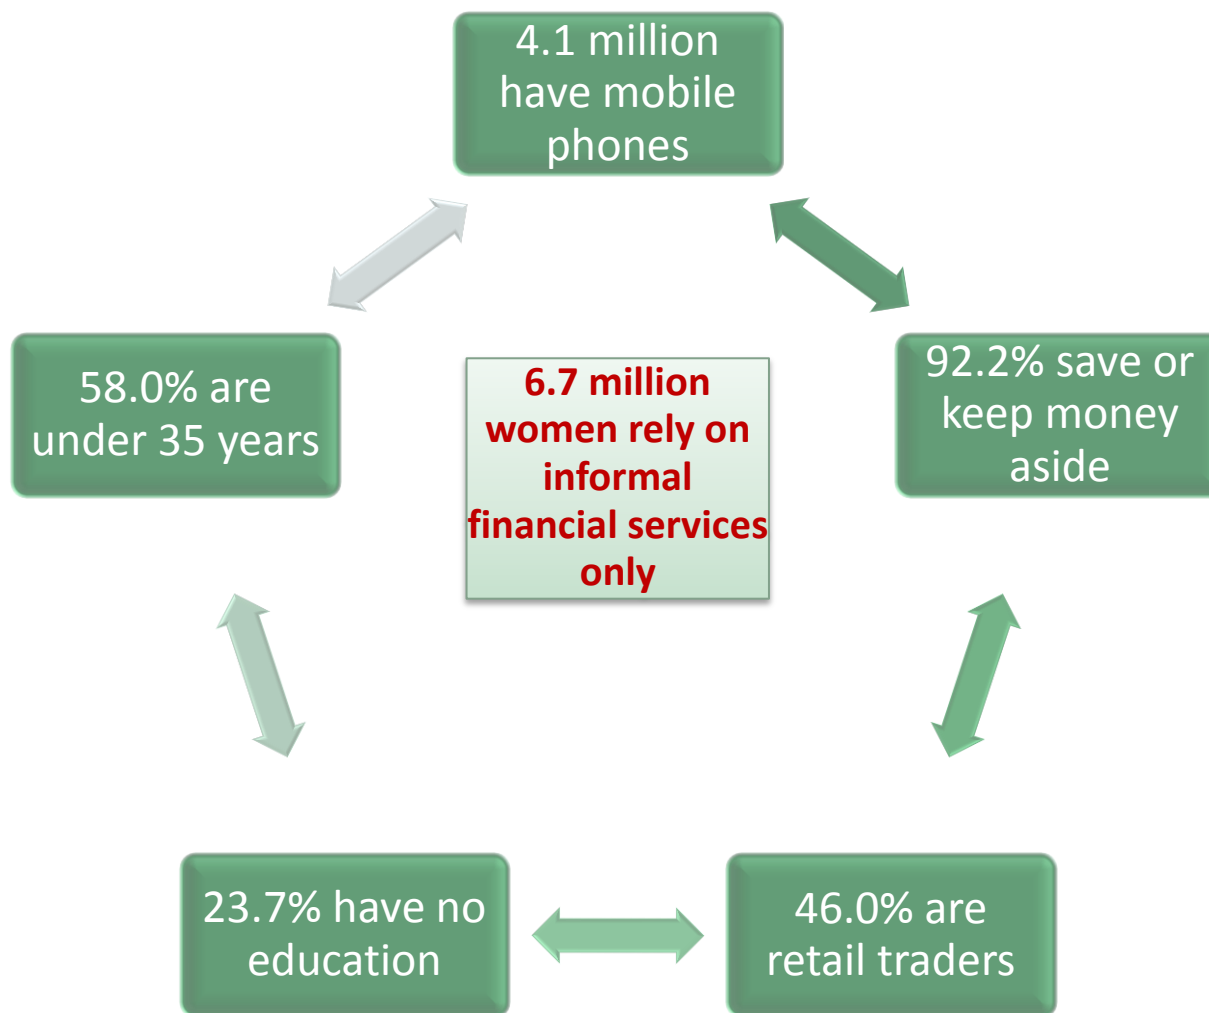 4.1 million
have mobile
phones
58.0% are
under 35 years
6.7 million
women rely on
informal
financial services
only
92.2% save or
keep money
aside
23.7% have no
education
46.0% are
retail traders